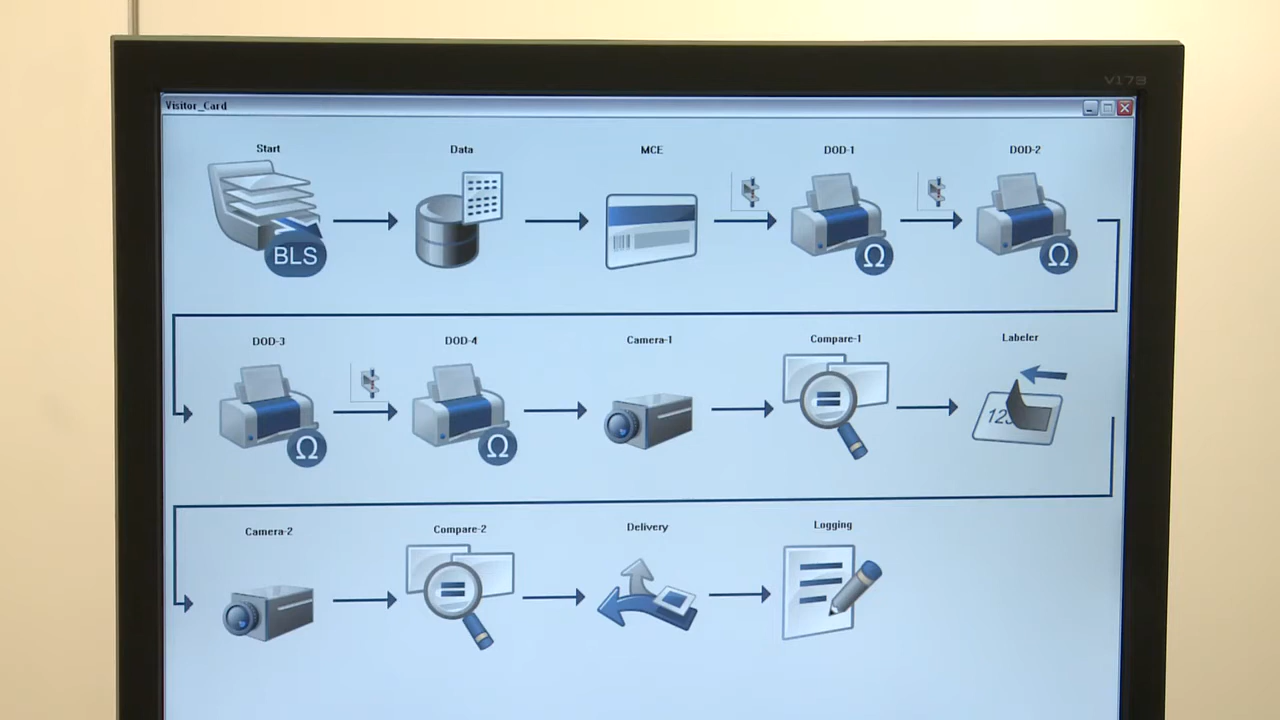 V173
Visitor_Card
Start
Data
MCE
DOD-1
DOD-2
BLS
Ω
Ω
DOD-3
DOD-4
Camera-1
Compare-1
Labeler
123
Ω
Ω
Camera-2
Compare-2
Delivery
Logging